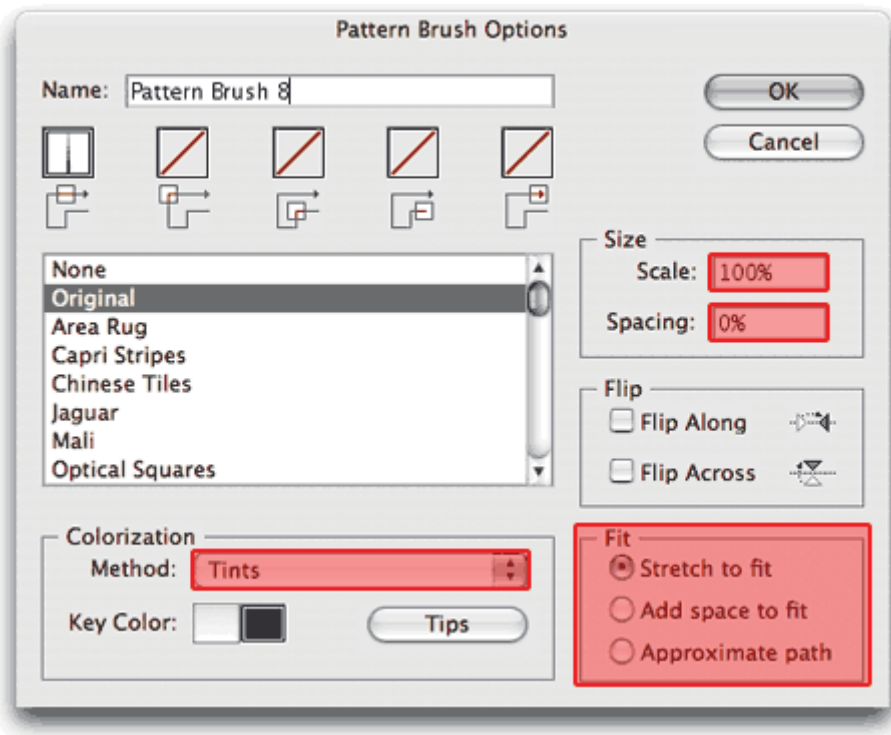 Pattern Brush Options
Name: Pattern Brush 8
OK
Cancel
None
Original
Area Rug
Capri Stripes
Chinese Tiles
Jaguar
Mali
Optical Squares
Size
Scale: 100%
Spacing: 0%
Flip
Flip Along
Flip Across
Colorization
Method: Tints
Key Color:
Tips
Fit
Stretch to fit
Add space to fit
Approximate path